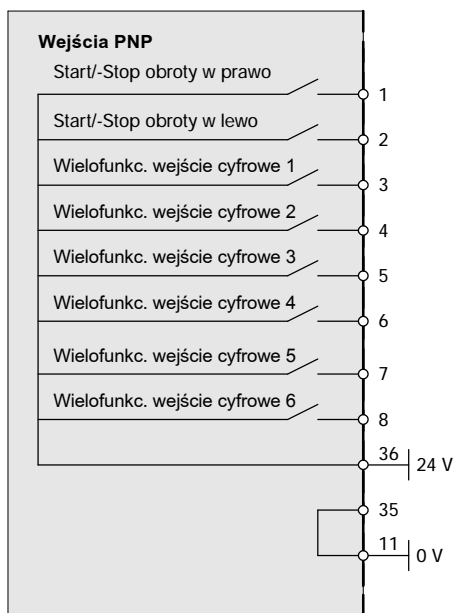 Wejścia PNP
Start/-Stop obroty w prawo
1
Start/-Stop obroty w lewo
2
Wielofunkc. wejście cyfrowe 1
3
Wielofunkc. wejście cyfrowe 2
4
Wielofunkc. wejście cyfrowe 3
5
Wielofunkc. wejście cyfrowe 4
6
Wielofunkc. wejście cyfrowe 5
7
Wielofunkc. wejście cyfrowe 6
8
36 24 V
35
11 0 V